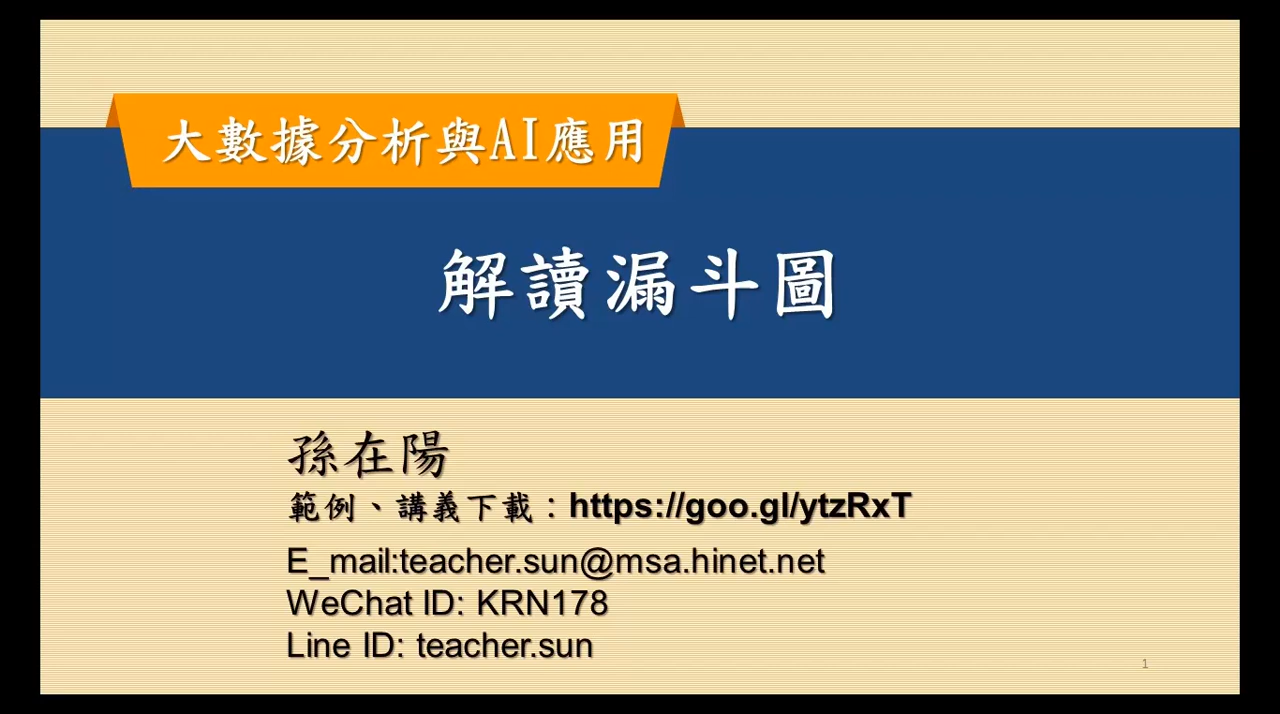 大數據分析與AI應用
解讀漏斗圖
孫在陽
範例、講義下載：https://goo.gl/ytzRxT
E_mail:teacher.sun@msa.hinet.net
WeChat ID: KRN178
Line ID: teacher.sun
1